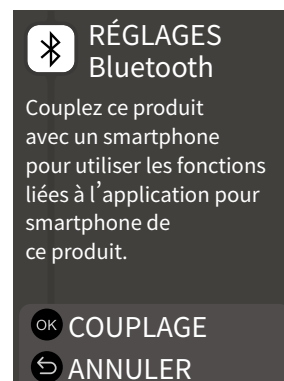 RÉGLAGES
Bluetooth
Couplez ce produit
avec un smartphone
pour utiliser les fonctions
liées à l’application pour
smartphone de
ce produit.
OK COUPLAGE
ANNULER